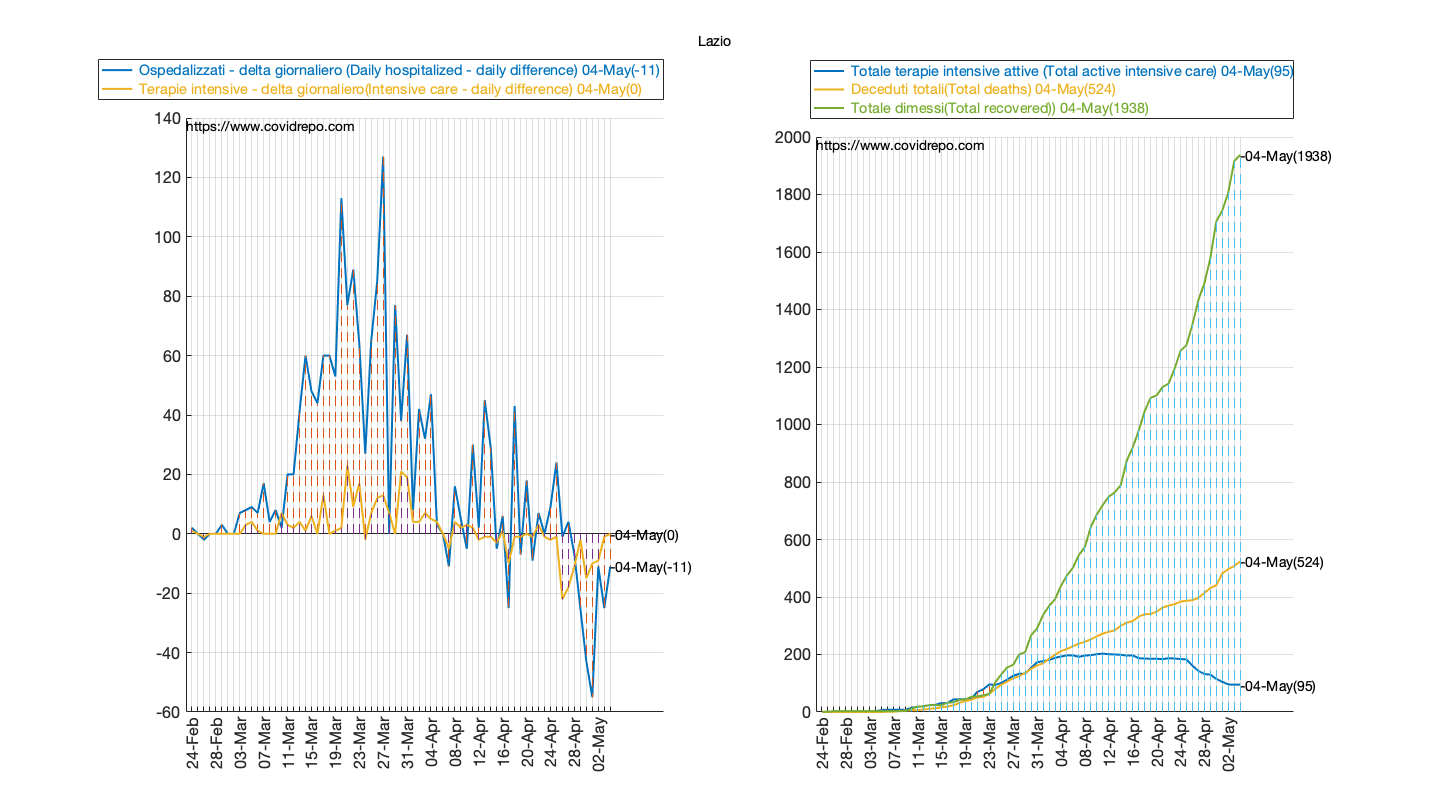 Lazio
Ospedalizzati - delta giornaliero (Daily hospitalized - daily difference) 04-May(-11)
Terapie intensive - delta giornaliero(Intensive care - daily difference) 04-May(0)
https://www.covidrepo.com
140
120
100
80
60
40
20
0
-20
-40
-60
04-May(0)
04-May(-11)
24-Feb
28-Feb
03-Mar
07-Mar
11-Mar
15-Mar
19-Mar
23-Mar
27-Mar
31-Mar
04-Apr
08-Apr
12-Apr
16-Apr
20-Apr
24-Apr
28-Apr
02-May
Totale terapie intensive attive (Total active intensive care) 04-May(95)
Deceduti totali(Total deaths) 04-May(524)
Totale dimessi(Total recovered)) 04-May(1938)
https://www.covidrepo.com
2000
1800
1600
1400
1200
1000
800
600
400
200
0
04-May(1938)
04-May(524)
04-May(95)
24-Feb
28-Feb
03-Mar
07-Mar
11-Mar
15-Mar
19-Mar
23-Mar
27-Mar
31-Mar
04-Apr
08-Apr
12-Apr
16-Apr
20-Apr
24-Apr
28-Apr
02-May